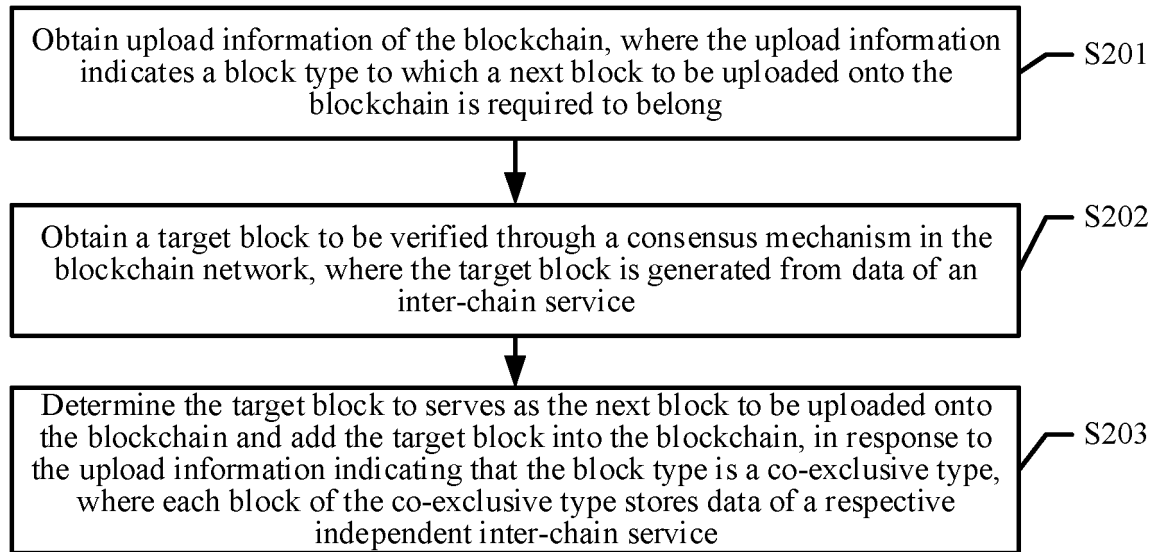 Obtain upload information of the blockchain, where the upload information
indicates a block type to which a next block to be uploaded onto the
blockchain is required to belong
S201
Obtain a target block to be verified through a consensus mechanism in the
blockchain network, where the target block is generated from data of an
inter-chain service
S202
Determine the target block to serves as the next block to be uploaded onto
the blockchain and add the target block into the blockchain, in response to
the upload information indicating that the block type is a co-exclusive type,
where each block of the co-exclusive type stores data of a respective
independent inter-chain service
S203